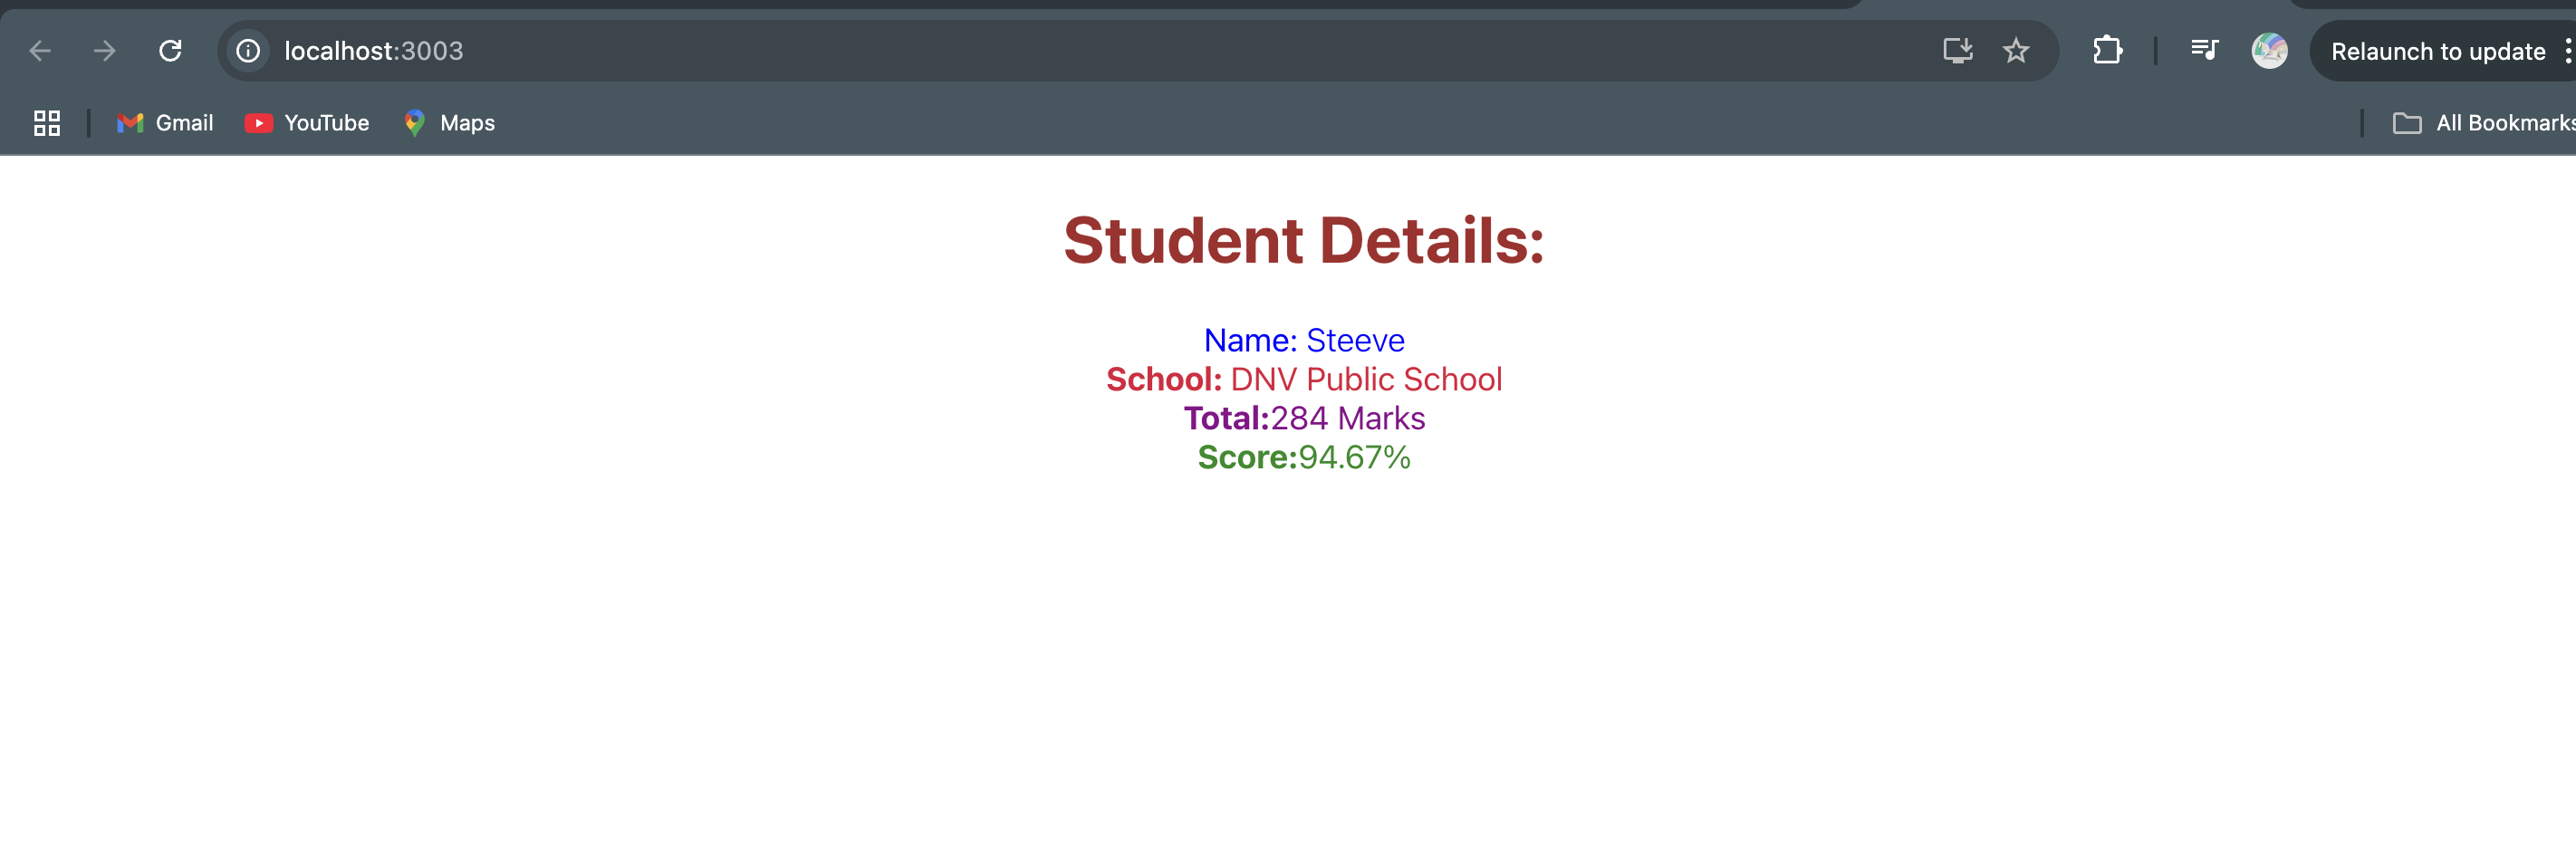 localhost:3003
Relaunch to update
Gmail YouTube Maps All Bookmarks
Student Details:
Name: Steeve
School: DNV Public School
Total:284 Marks
Score:94.67%